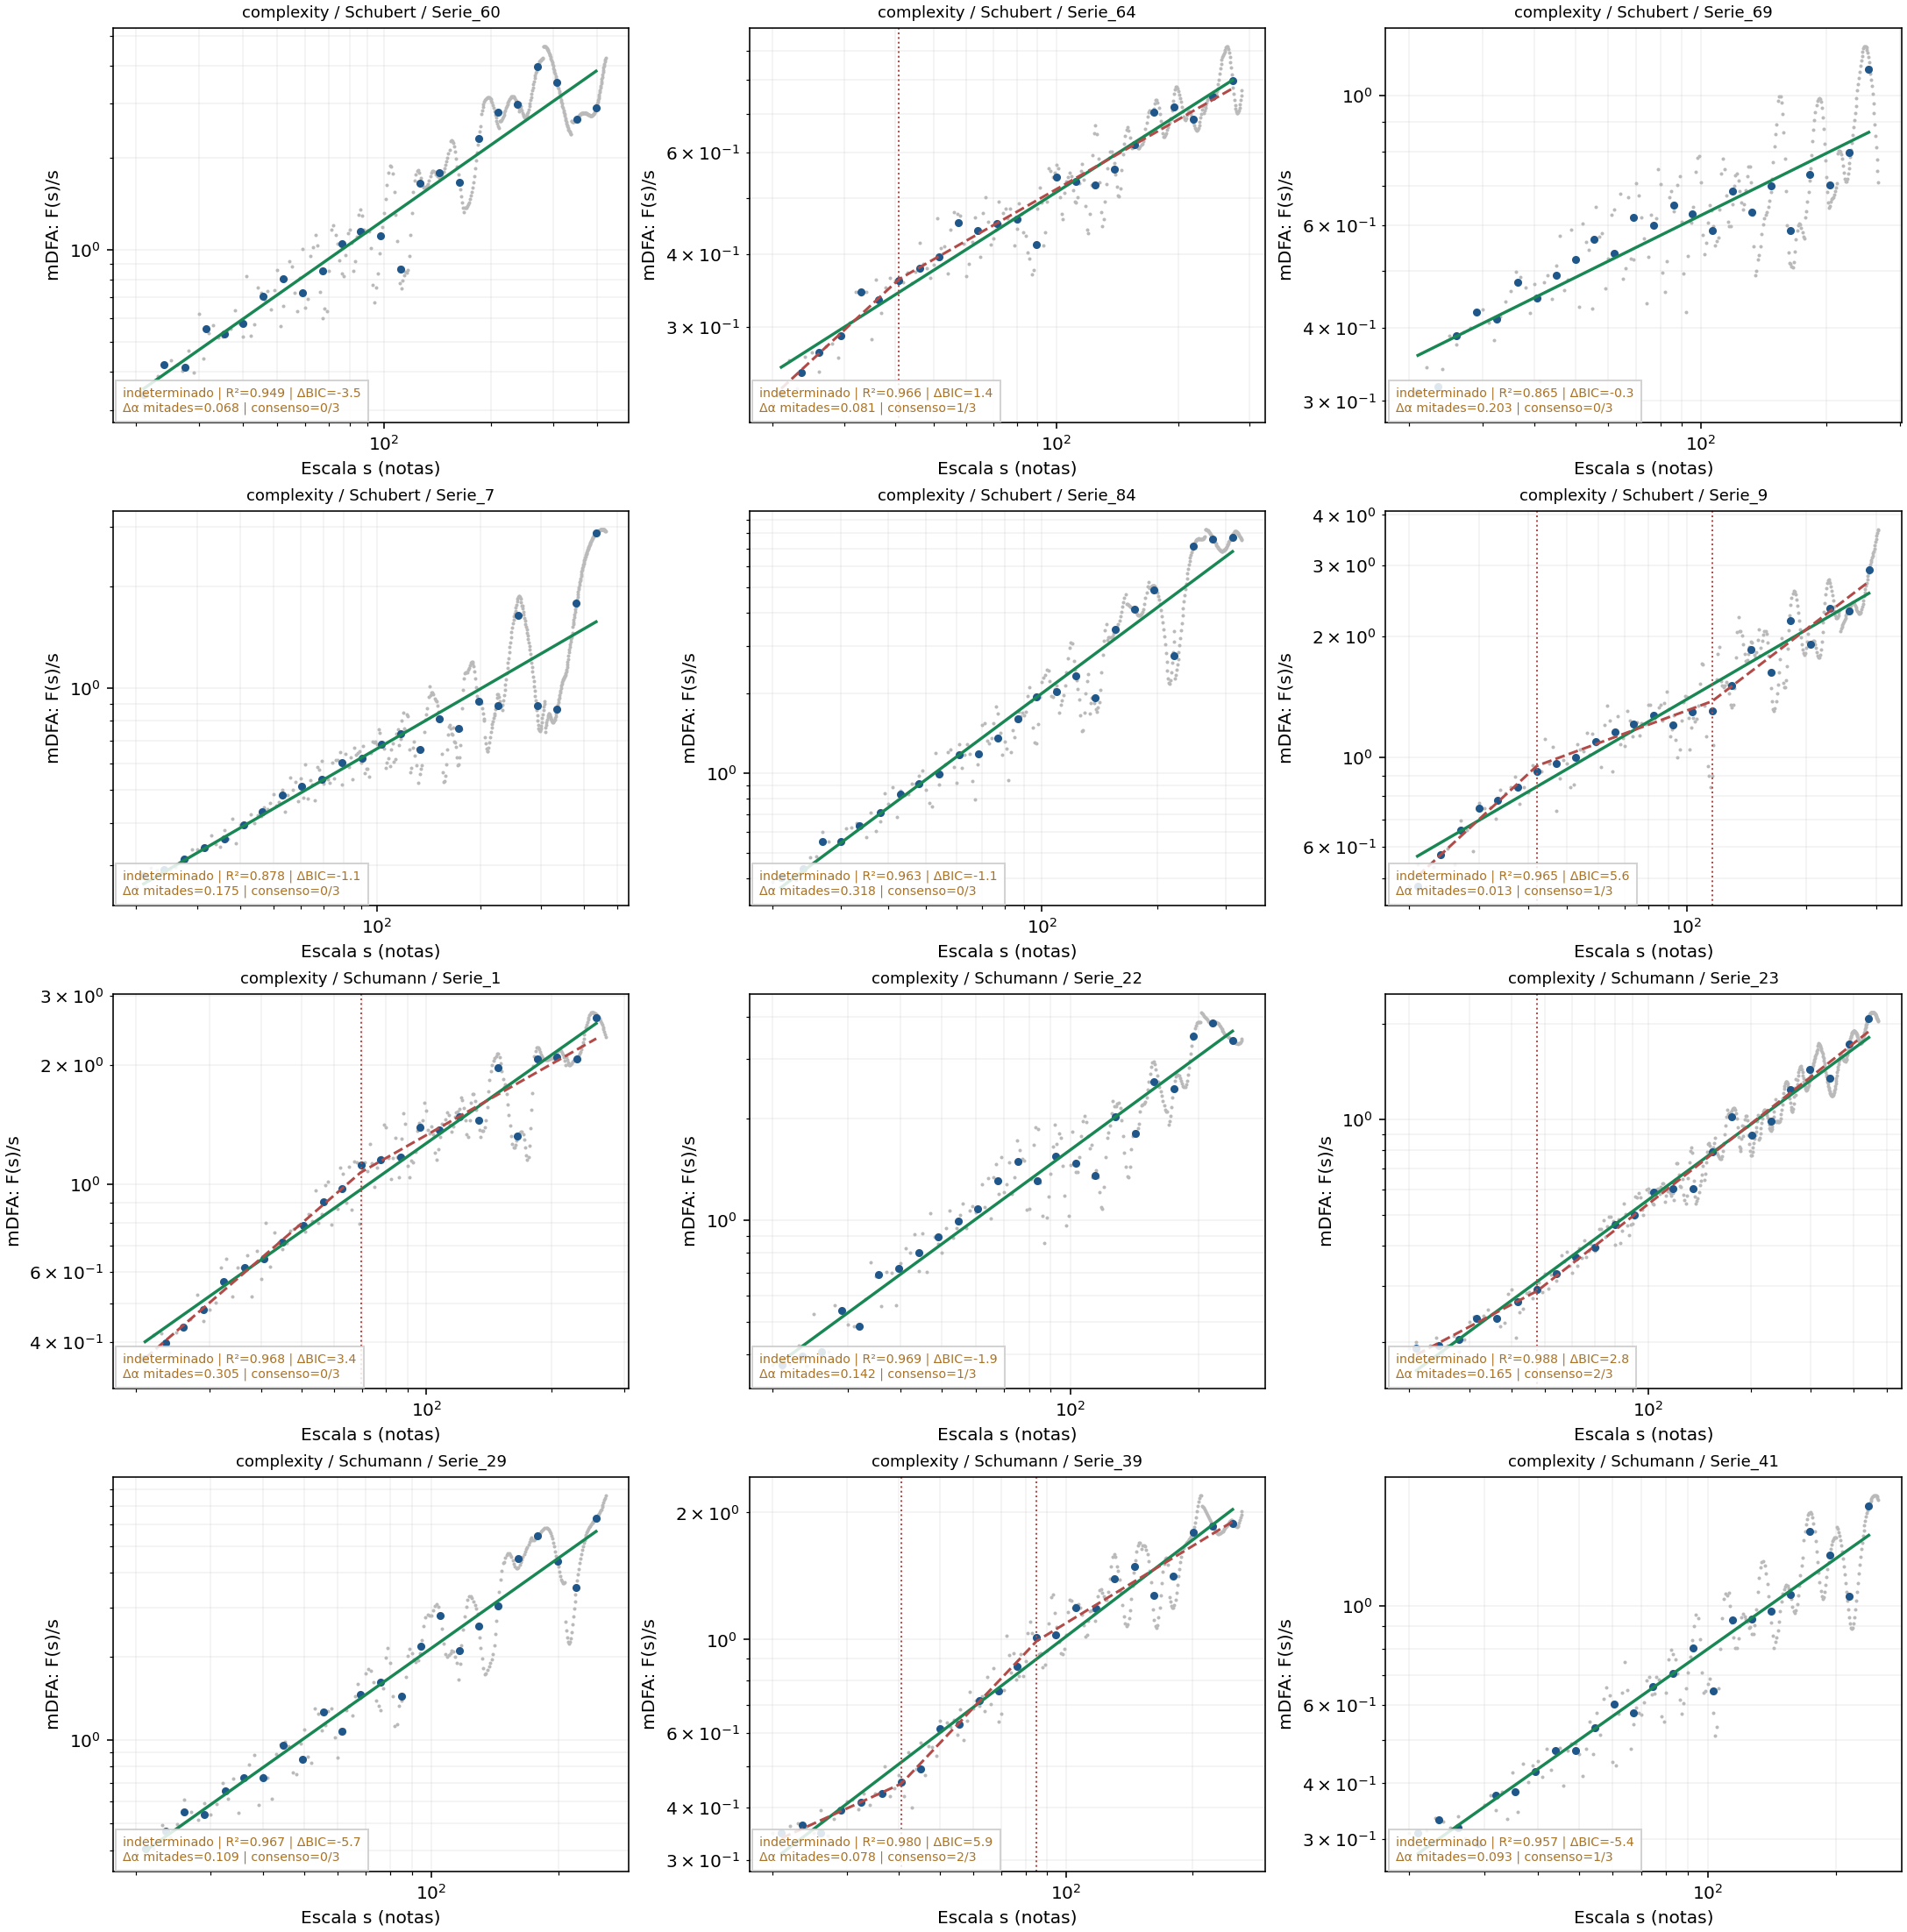 complexity / Schubert / Serie_60
mDFA: F(s)/s
10⁰
indeterminado | R²=0.949 | ΔBIC=-3.5
Δα mitades=0.068 | consenso=0/3
10²
Escala s (notas)
complexity / Schubert / Serie_64
mDFA: F(s)/s
6 × 10⁻¹
4 × 10⁻¹
3 × 10⁻¹
indeterminado | R²=0.966 | ΔBIC=1.4
Δα mitades=0.081 | consenso=1/3
10²
Escala s (notas)
complexity / Schubert / Serie_69
mDFA: F(s)/s
10⁰
6 × 10⁻¹
4 × 10⁻¹
3 × 10⁻¹
indeterminado | R²=0.865 | ΔBIC=-0.3
Δα mitades=0.203 | consenso=0/3
10²
Escala s (notas)
complexity / Schubert / Serie_7
mDFA: F(s)/s
10⁰
indeterminado | R²=0.878 | ΔBIC=-1.1
Δα mitades=0.175 | consenso=0/3
10²
Escala s (notas)
complexity / Schubert / Serie_84
mDFA: F(s)/s
10⁰
indeterminado | R²=0.963 | ΔBIC=-1.1
Δα mitades=0.318 | consenso=0/3
10²
Escala s (notas)
complexity / Schubert / Serie_9
mDFA: F(s)/s
4 × 10⁰
3 × 10⁰
2 × 10⁰
10⁰
6 × 10⁻¹
indeterminado | R²=0.965 | ΔBIC=5.6
Δα mitades=0.013 | consenso=1/3
10²
Escala s (notas)
complexity / Schumann / Serie_1
mDFA: F(s)/s
3 × 10⁰
2 × 10⁰
10⁰
6 × 10⁻¹
4 × 10⁻¹
indeterminado | R²=0.968 | ΔBIC=3.4
Δα mitades=0.305 | consenso=0/3
10²
Escala s (notas)
complexity / Schumann / Serie_22
mDFA: F(s)/s
10⁰
indeterminado | R²=0.969 | ΔBIC=-1.9
Δα mitades=0.142 | consenso=1/3
10²
Escala s (notas)
complexity / Schumann / Serie_23
mDFA: F(s)/s
10⁰
indeterminado | R²=0.988 | ΔBIC=2.8
Δα mitades=0.165 | consenso=2/3
10²
Escala s (notas)
complexity / Schumann / Serie_29
mDFA: F(s)/s
10⁰
indeterminado | R²=0.967 | ΔBIC=-5.7
Δα mitades=0.109 | consenso=0/3
10²
Escala s (notas)
complexity / Schumann / Serie_39
mDFA: F(s)/s
2 × 10⁰
10⁰
6 × 10⁻¹
4 × 10⁻¹
3 × 10⁻¹
indeterminado | R²=0.980 | ΔBIC=5.9
Δα mitades=0.078 | consenso=2/3
10²
Escala s (notas)
complexity / Schumann / Serie_41
mDFA: F(s)/s
10⁰
6 × 10⁻¹
4 × 10⁻¹
3 × 10⁻¹
indeterminado | R²=0.957 | ΔBIC=-5.4
Δα mitades=0.093 | consenso=1/3
10²
Escala s (notas)